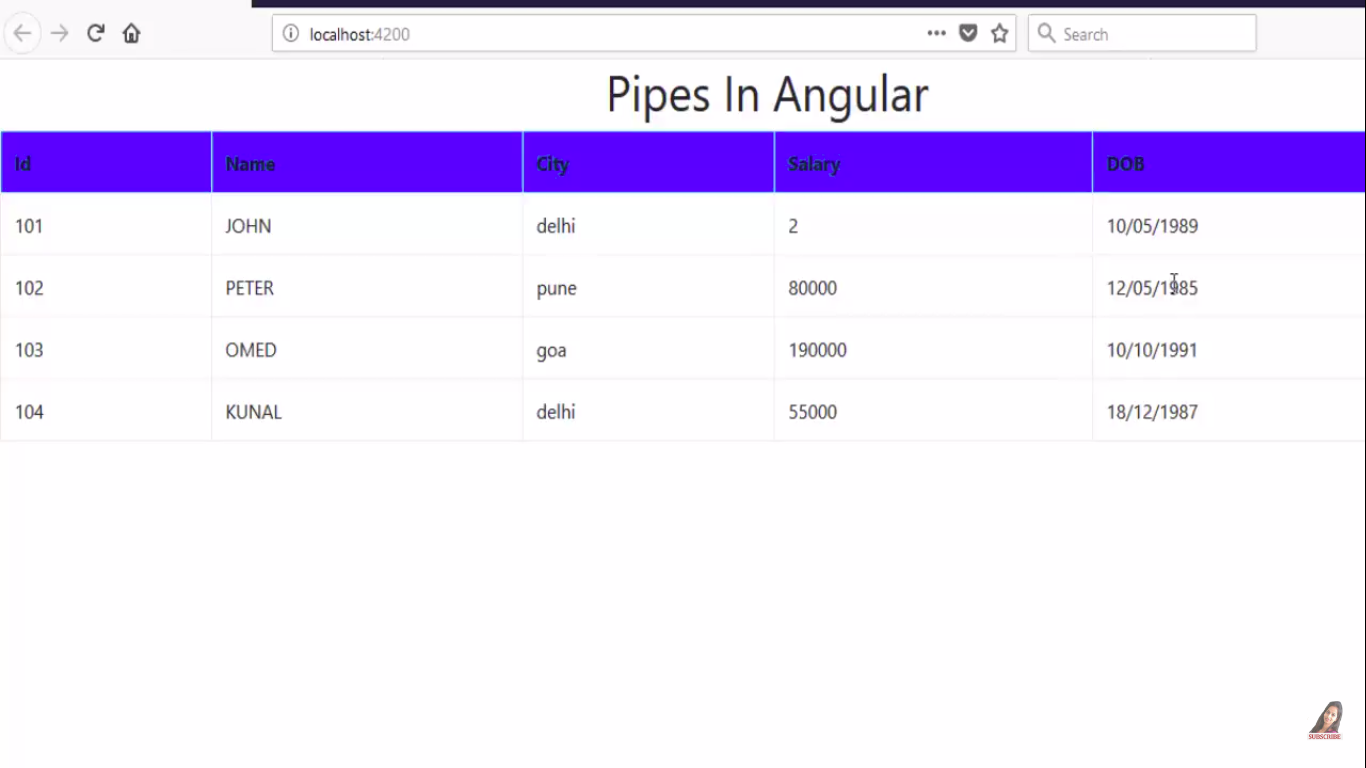 localhost:4200
Search
Pipes In Angular
Id Name City Salary DOB
101 JOHN delhi 2 10/05/1989
102 PETER pune 80000 12/05/1985
103 OMED goa 190000 10/10/1991
104 KUNAL delhi 55000 18/12/1987
SUBSCRIBE